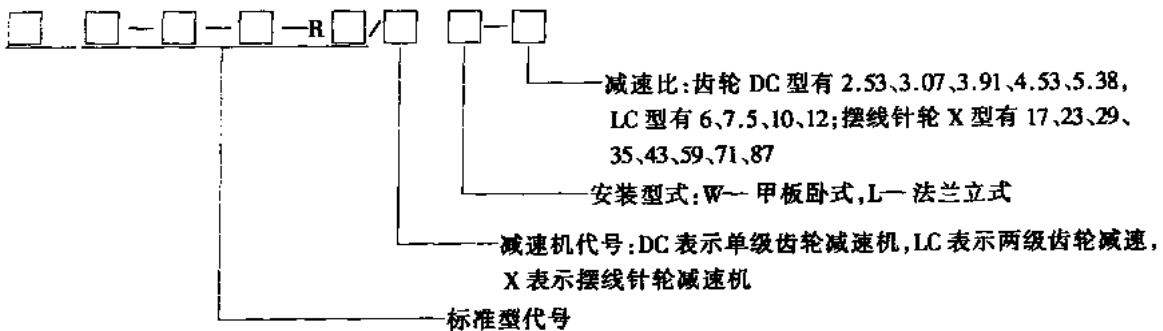 □ □-□-□-R□/□ □-□
减速比:齿轮 DC 型有 2.53、3.07、3.91、4.53、5.38,
LC 型有 6、7.5、10、12;摆线针轮 X 型有 17、23、29、
35、43、59、71、87
安装型式:W— 甲板卧式,L— 法兰立式
减速机代号:DC 表示单级齿轮减速机,LC 表示两级齿轮减速,
X 表示摆线针轮减速机
标准型代号